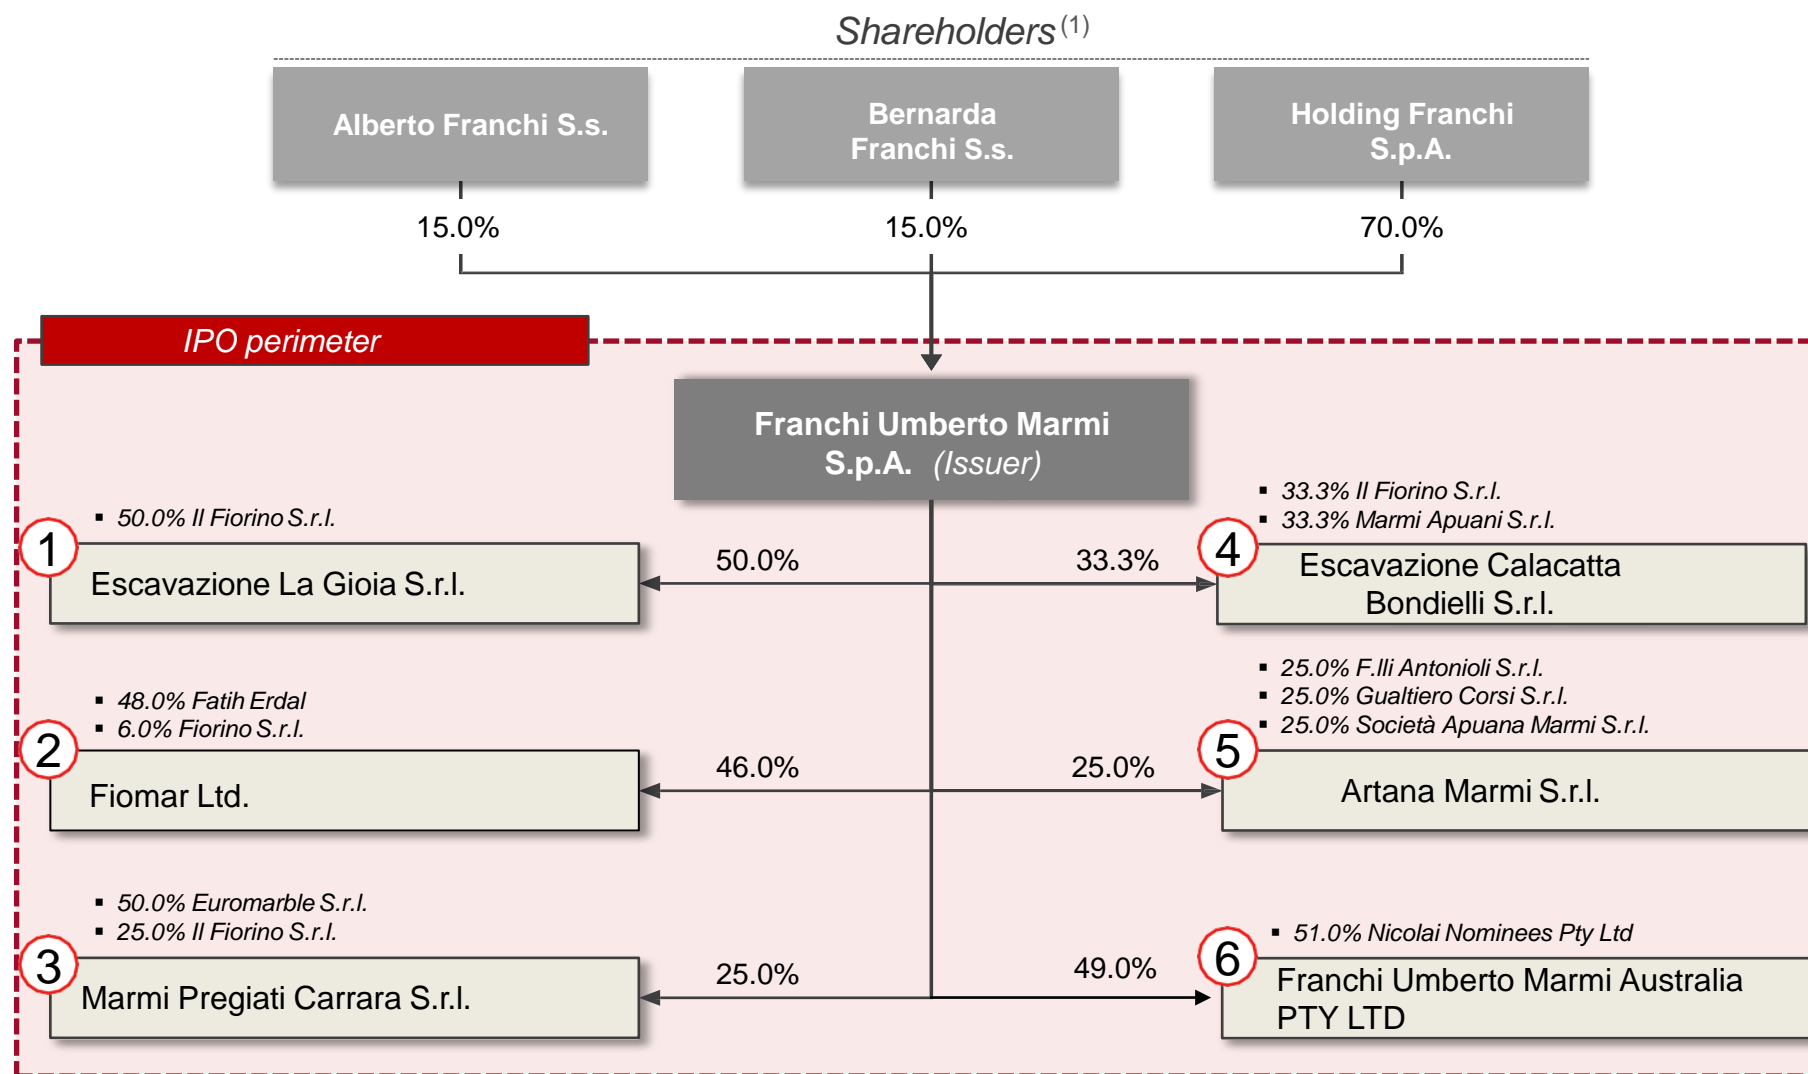 Shareholders (1)
Alberto Franchi S.s.
Bernarda
Franchi S.s.
Holding Franchi
S.p.A.
15.0%
15.0%
70.0%
IPO perimeter
Franchi Umberto Marmi
S.p.A. (Issuer)
▪ 50.0% Il Fiorino S.r.l.
1
Escavazione La Gioia S.r.l.
50.0%
33.3%
▪ 33.3% Il Fiorino S.r.l.
▪ 33.3% Marmi Apuani S.r.l.
4
Escavazione Calacatta
Bondielli S.r.l.
▪ 48.0% Fatih Erdal
▪ 6.0% Fiorino S.r.l.
2
Fiomar Ltd.
46.0%
25.0%
▪ 25.0% F.lli Antonioli S.r.l.
▪ 25.0% Gualtiero Corsi S.r.l.
▪ 25.0% Società Apuana Marmi S.r.l.
5
Artana Marmi S.r.l.
▪ 50.0% Euromarble S.r.l.
▪ 25.0% Il Fiorino S.r.l.
3
Marmi Pregiati Carrara S.r.l.
25.0%
49.0%
▪ 51.0% Nicolai Nominees Pty Ltd
6
Franchi Umberto Marmi Australia
PTY LTD